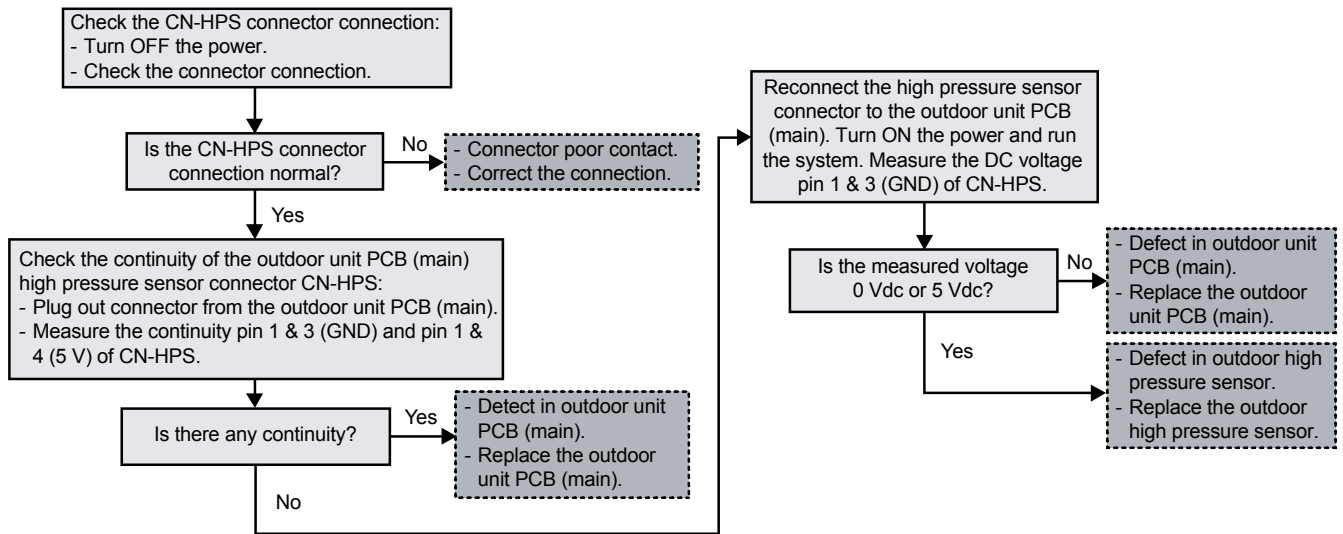 Check the CN-HPS connector connection:
- Turn OFF the power.
- Check the connector connection.
Is the CN-HPS connector
connection normal?
No
- Connector poor contact.
- Correct the connection.
Yes
Check the continuity of the outdoor unit PCB (main)
high pressure sensor connector CN-HPS:
- Plug out connector from the outdoor unit PCB (main).
- Measure the continuity pin 1 & 3 (GND) and pin 1 &
4 (5 V) of CN-HPS.
Is there any continuity?
Yes
- Detect in outdoor unit
PCB (main).
- Replace the outdoor
unit PCB (main).
No
Reconnect the high pressure sensor
connector to the outdoor unit PCB
(main). Turn ON the power and run
the system. Measure the DC voltage
pin 1 & 3 (GND) of CN-HPS.
Is the measured voltage
0 Vdc or 5 Vdc?
No
- Defect in outdoor unit
PCB (main).
- Replace the outdoor
unit PCB (main).
Yes
- Defect in outdoor high
pressure sensor.
- Replace the outdoor
high pressure sensor.